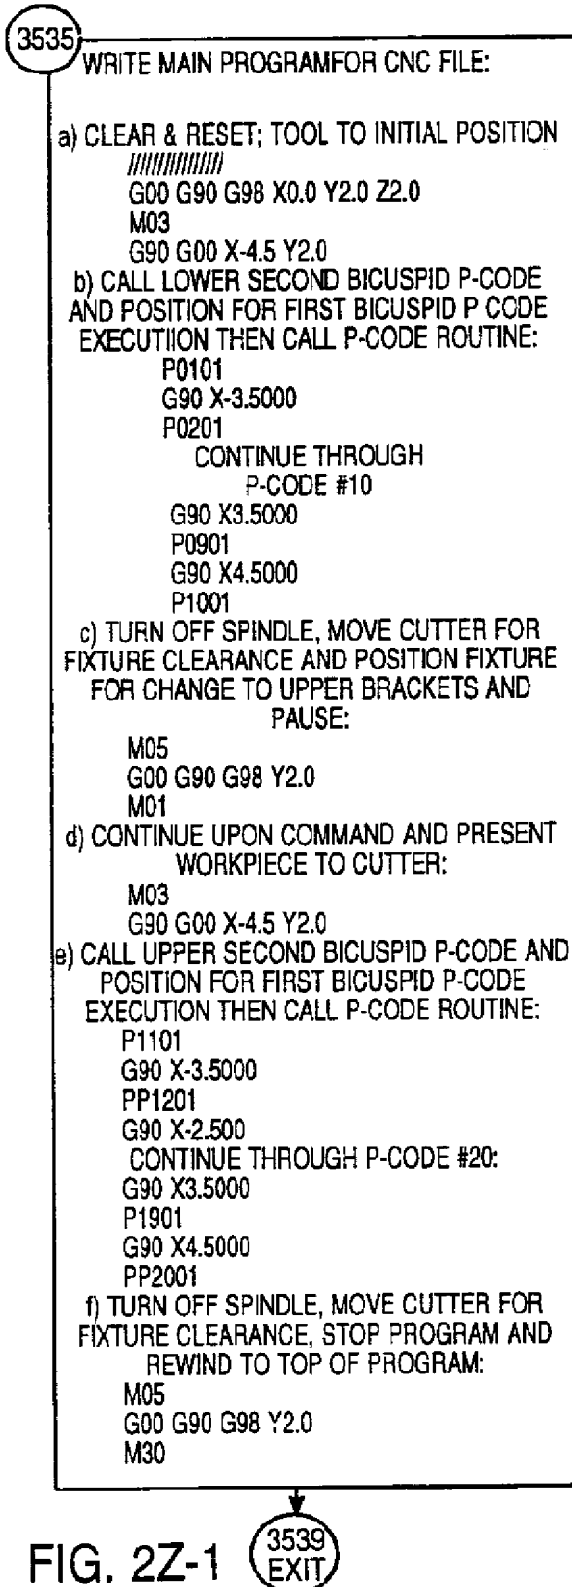 3535
WRITE MAIN PROGRAMFOR CNC FILE:
a) CLEAR & RESET; TOOL TO INITIAL POSITION
///////////////
G00 G90 G98 X0.0 Y2.0 Z2.0
M03
G90 G00 X-4.5 Y2.0
b) CALL LOWER SECOND BICUSPID P-CODE
AND POSITION FOR FIRST BICUSPID P CODE
EXECUTIION THEN CALL P-CODE ROUTINE:
P0101
G90 X-3.5000
P0201
CONTINUE THROUGH
P-CODE #10
G90 X3.5000
P0901
G90 X4.5000
P1001
c) TURN OFF SPINDLE, MOVE CUTTER FOR
FIXTURE CLEARANCE AND POSITION FIXTURE
FOR CHANGE TO UPPER BRACKETS AND
PAUSE:
M05
G00 G90 G98 Y2.0
M01
d) CONTINUE UPON COMMAND AND PRESENT
WORKPIECE TO CUTTER:
M03
G90 G00 X-4.5 Y2.0
e) CALL UPPER SECOND BICUSPID P-CODE AND
POSITION FOR FIRST BICUSPID P-CODE
EXECUTION THEN CALL P-CODE ROUTINE:
P1101
G90 X-3.5000
PP1201
G90 X-2.500
CONTINUE THROUGH P-CODE #20:
G90 X3.5000
P1901
G90 X4.5000
PP2001
f) TURN OFF SPINDLE, MOVE CUTTER FOR
FIXTURE CLEARANCE, STOP PROGRAM AND
REWIND TO TOP OF PROGRAM:
M05
G00 G90 G98 Y2.0
M30
3539
EXIT
FIG. 2Z-1